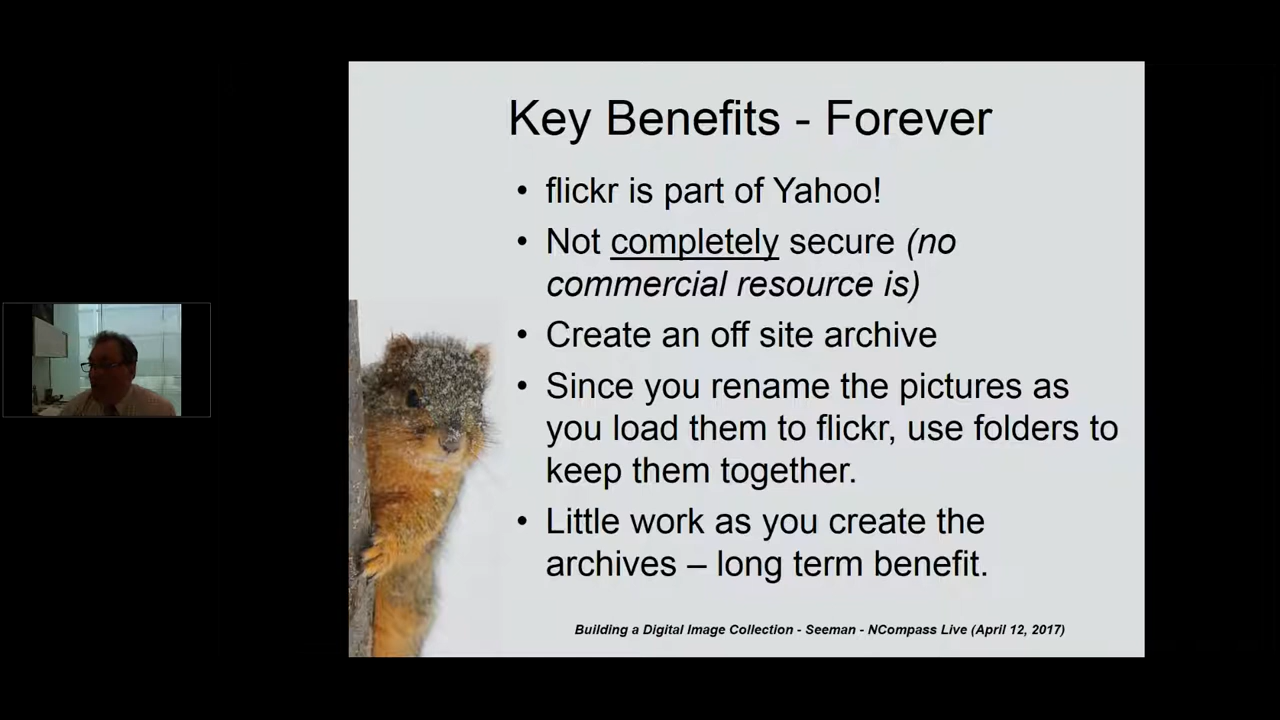 Key Benefits - Forever
• flickr is part of Yahoo!
• Not completely secure (no
commercial resource is)
• Create an off site archive
• Since you rename the pictures as
you load them to flickr, use folders to
keep them together.
• Little work as you create the
archives – long term benefit.
Building a Digital Image Collection - Seeman - NCompass Live (April 12, 2017)